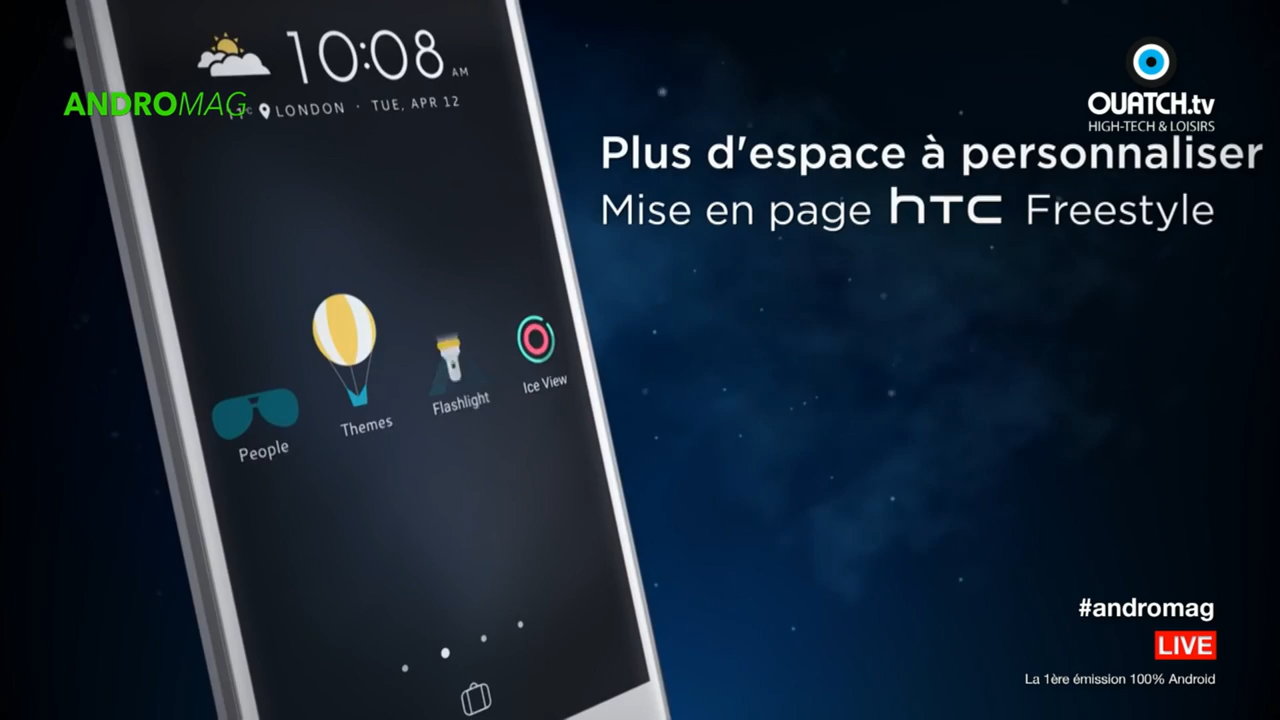 10:08 AM
LONDON · TUE, APR 12
ANDROMAG
OUATCH.tv
HIGH-TECH & LOISIRS
Plus d'espace à personnaliser
Mise en page hTC Freestyle
People
Themes
Flashlight
Ice View
#andromag
LIVE
La 1ère émission 100% Android